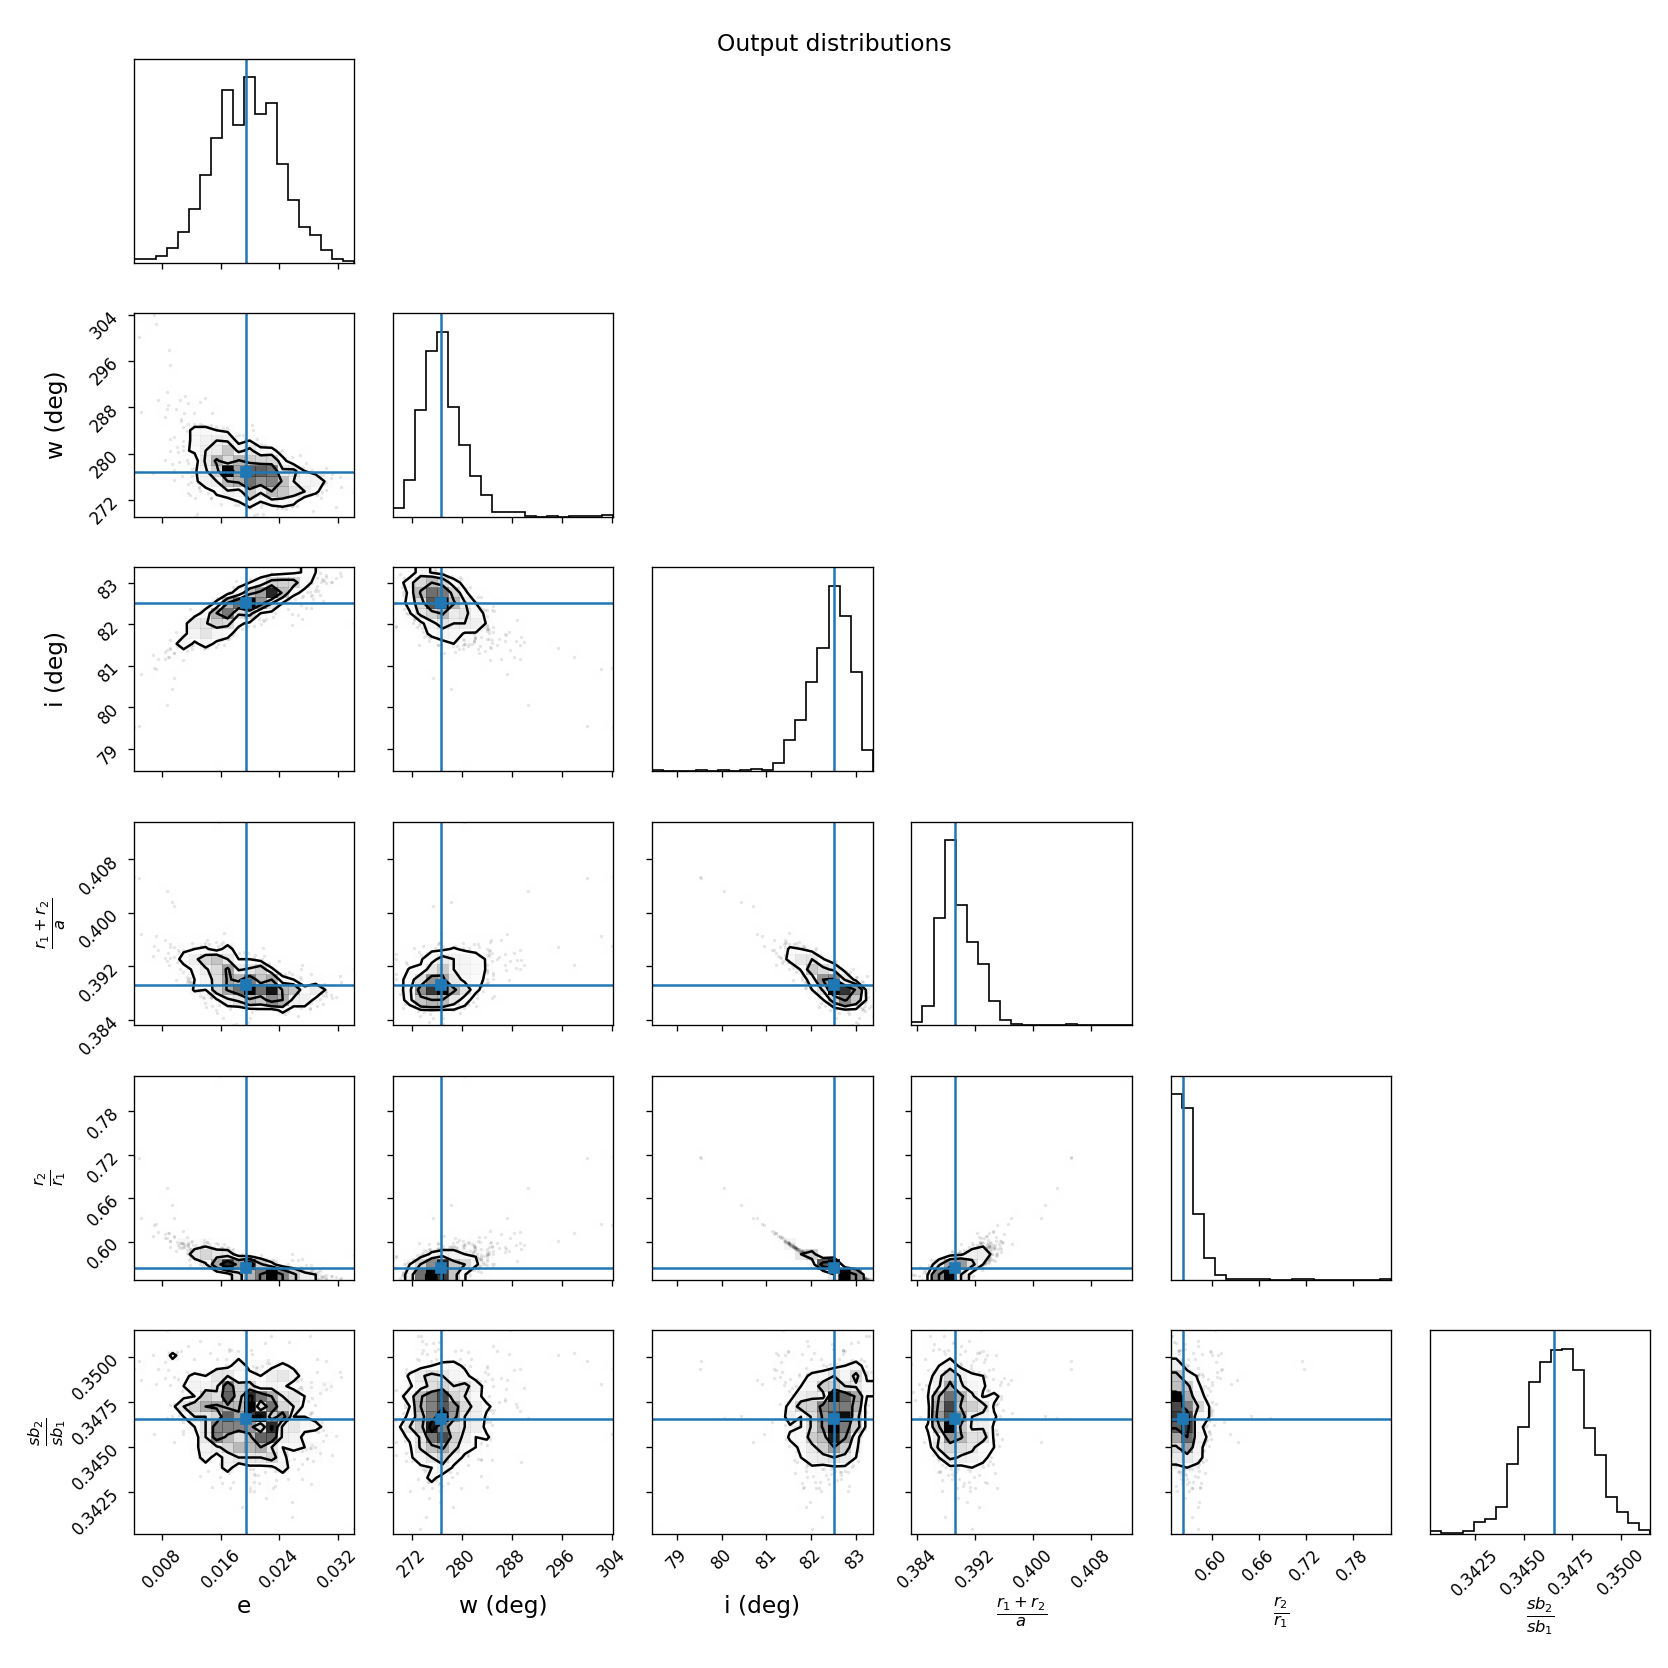 Output distributions
304
296
288
280
272
w (deg)
83
82
81
80
79
i (deg)
0.408
0.400
0.392
0.384
r₁ + r₂
a
0.78
0.72
0.66
0.60
r₂
r₁
0.3500
0.3475
0.3450
0.3425
sb₂
sb₁
0.008 0.016 0.024 0.032
e
272 280 288 296 304
w (deg)
79 80 81 82 83
i (deg)
0.384 0.392 0.400 0.408
r₁ + r₂
a
0.60 0.66 0.72 0.78
r₂
r₁
0.3425 0.3450 0.3475 0.3500
sb₂
sb₁